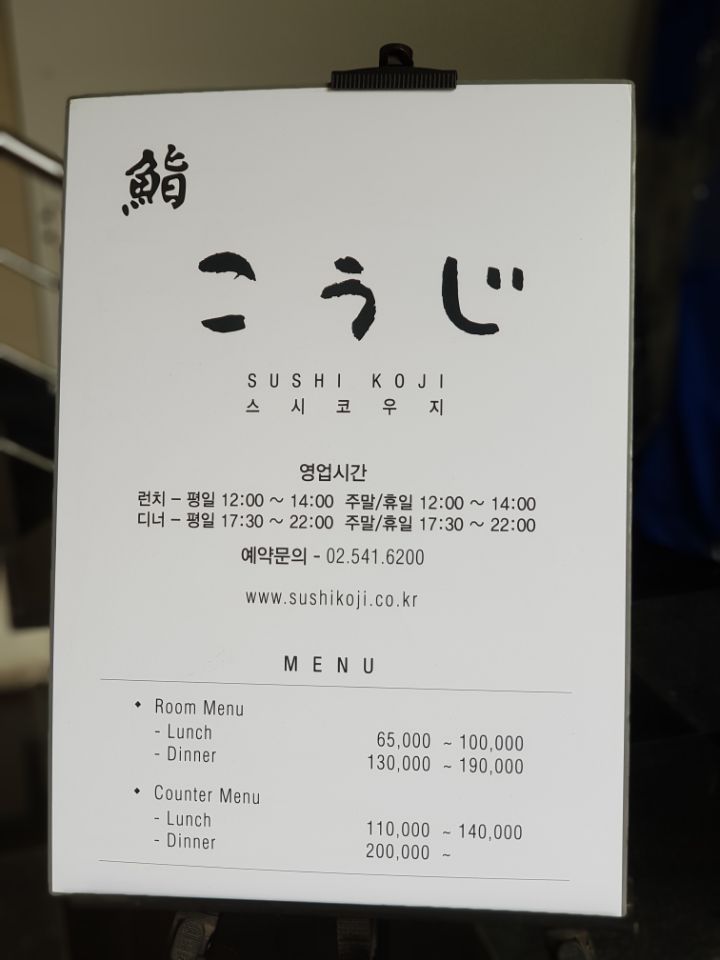 鮨
こうじ
SUSHI KOJI
스시코우지
영업시간
런치 – 평일 12:00 ~ 14:00 주말/휴일 12:00 ~ 14:00
디너 – 평일 17:30 ~ 22:00 주말/휴일 17:30 ~ 22:00
예약문의 - 02.541.6200
www.sushikoji.co.kr
MENU
◆ Room Menu
- Lunch 65,000 ~ 100,000
- Dinner 130,000 ~ 190,000
◆ Counter Menu
- Lunch 110,000 ~ 140,000
- Dinner 200,000 ~